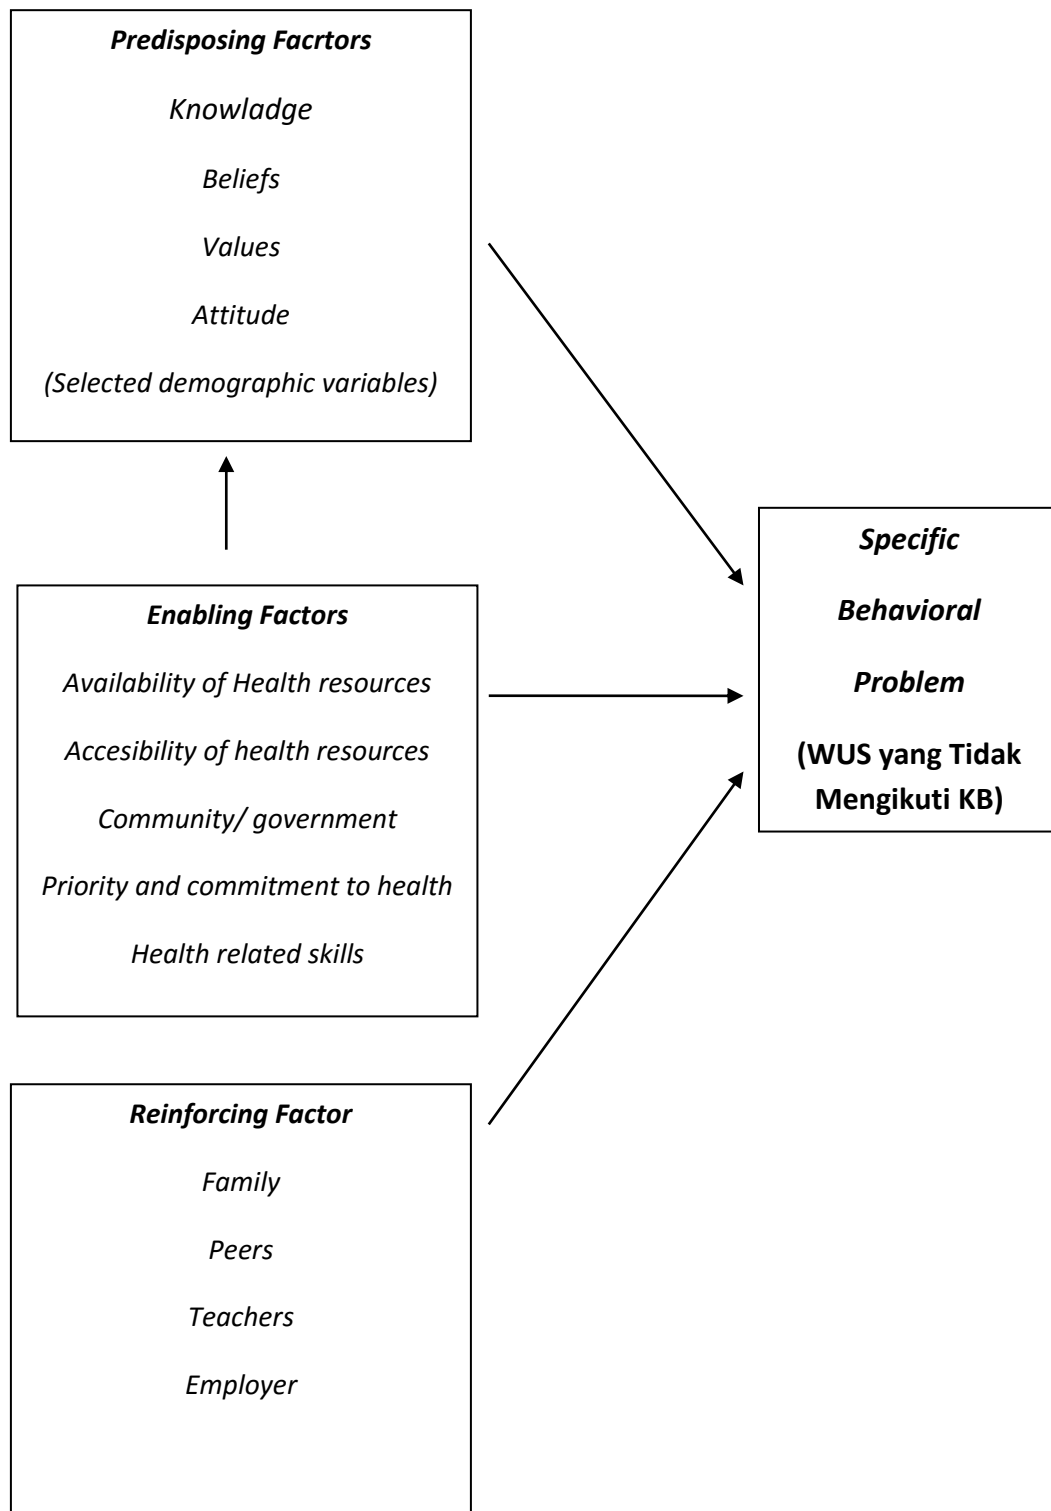 Predisposing Facrtors
Knowladge
Beliefs
Values
Attitude
(Selected demographic variables)
Enabling Factors
Availability of Health resources
Accesibility of health resources
Community/ government
Priority and commitment to health
Health related skills
Reinforcing Factor
Family
Peers
Teachers
Employer
Specific
Behavioral
Problem
(WUS yang Tidak
Mengikuti KB)